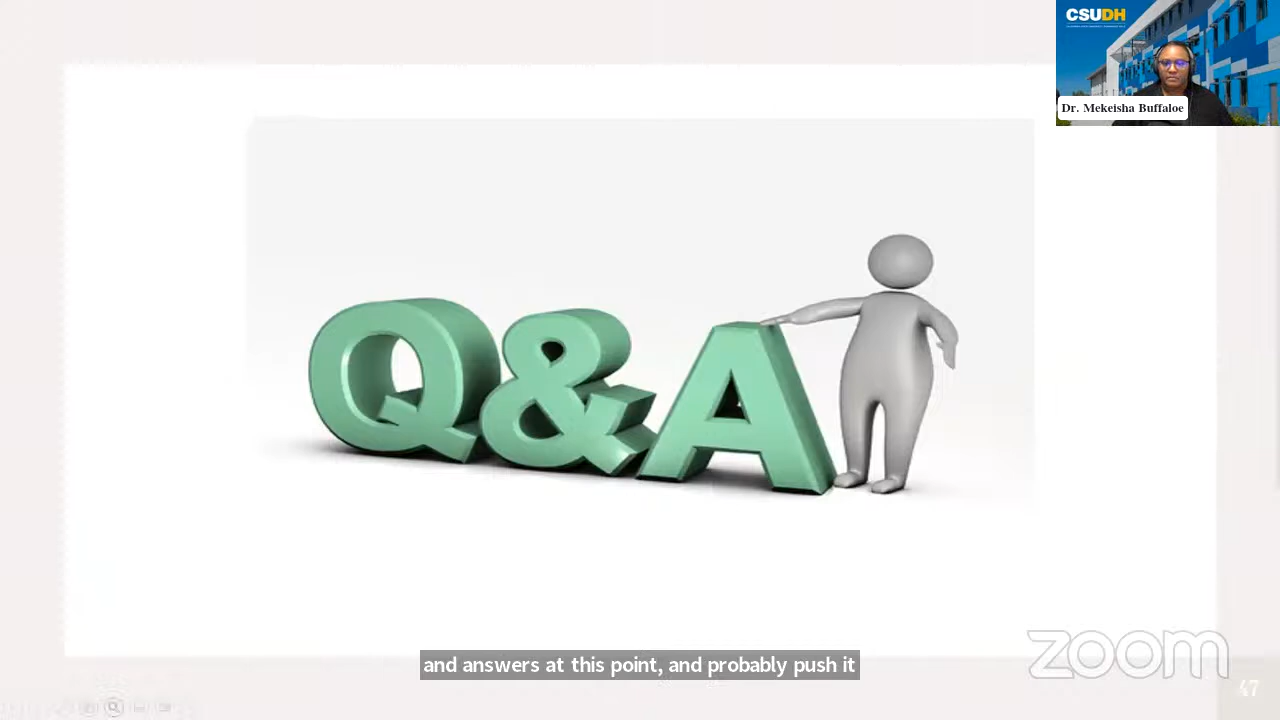 CSUDH
Dr. Mekeisha Buffaloe
Q&A
and answers at this point, and probably push it
zoom
47